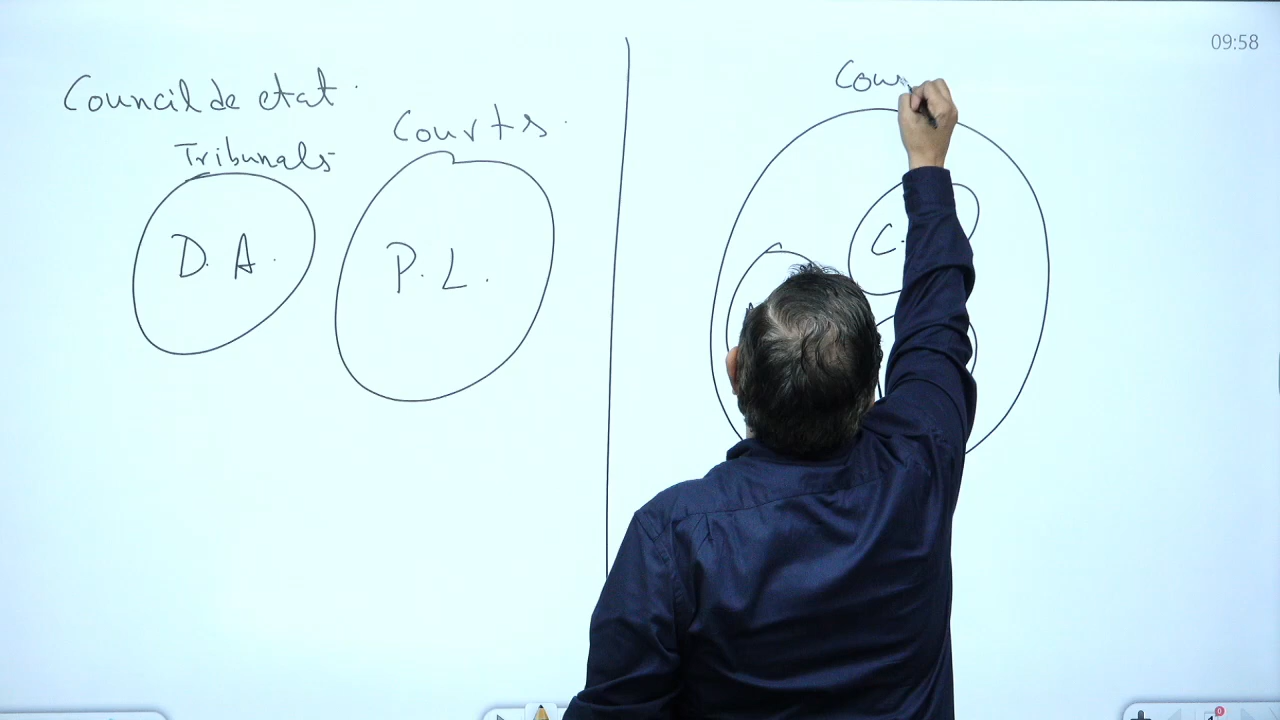 09:58
Council de etat.
Courts.
Tribunals
D. A.
P. L.
Cou
C.